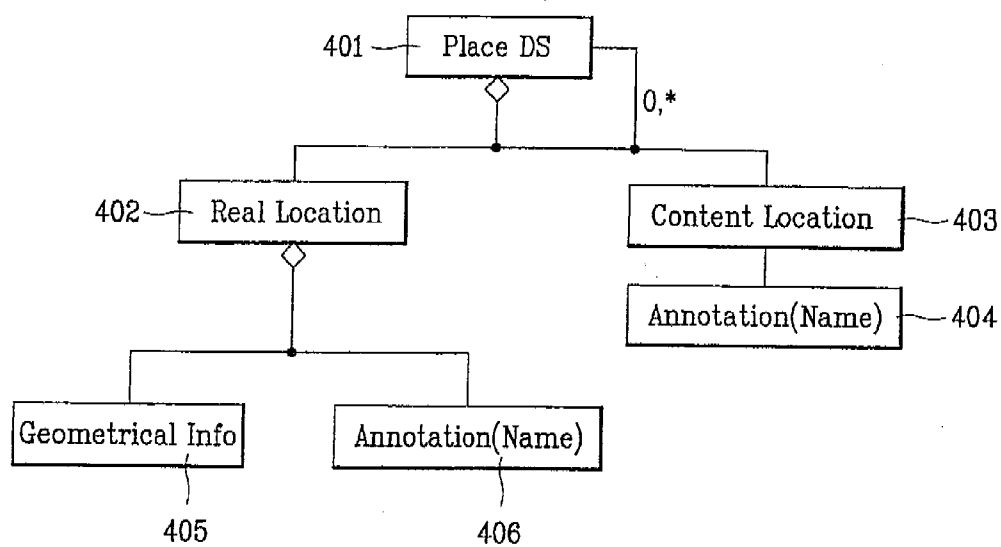 401
Place DS
0,*
402
Real Location
Content Location
403
Annotation(Name)
404
Geometrical Info
Annotation(Name)
405
406